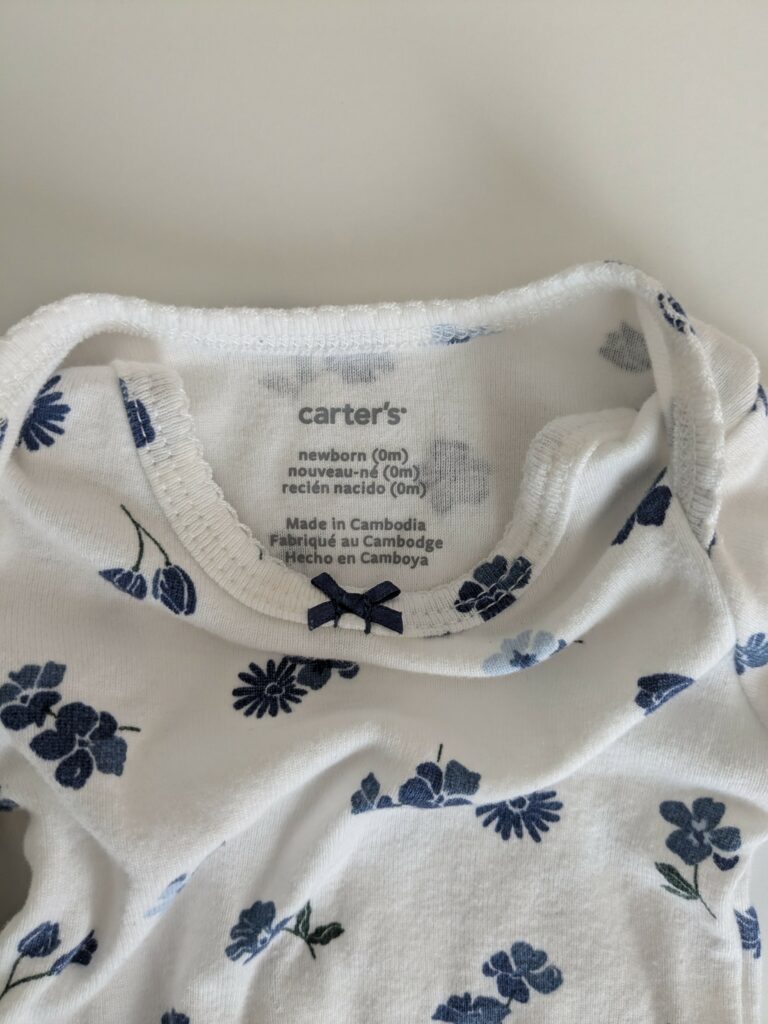 carter's
newborn (0m)
nouveau-né (0m)
recién nacido (0m)
Made in Cambodia
Fabriqué au Cambodge
Hecho en Camboya